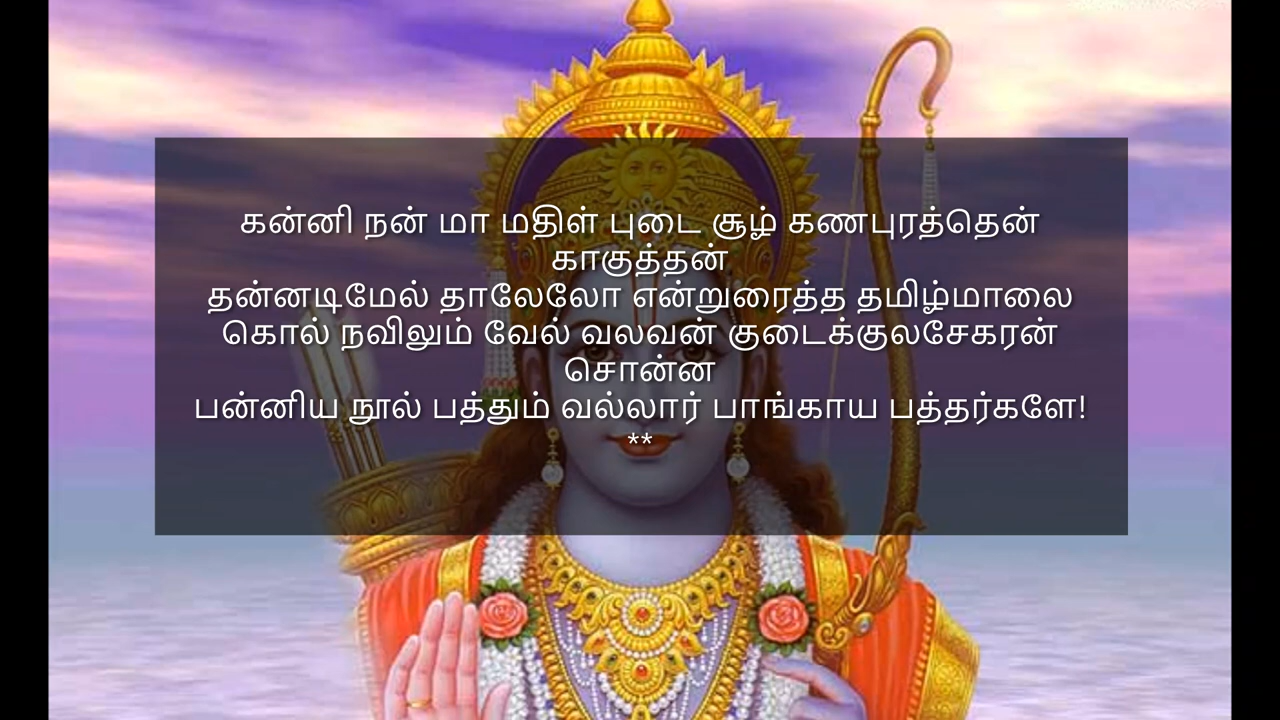 கன்னி நன் மா மதிள் புடை சூழ் கணபுரத்தென்
காகுத்தன்
தன்னடிமேல் தாலேலோ என்றுரைத்த தமிழ்மாலை
கொல் நவிலும் வேல் வலவன் குடைக்குலசேகரன்
சொன்ன
பன்னிய நூல் பத்தும் வல்லார் பாங்காய பத்தர்களே!
**